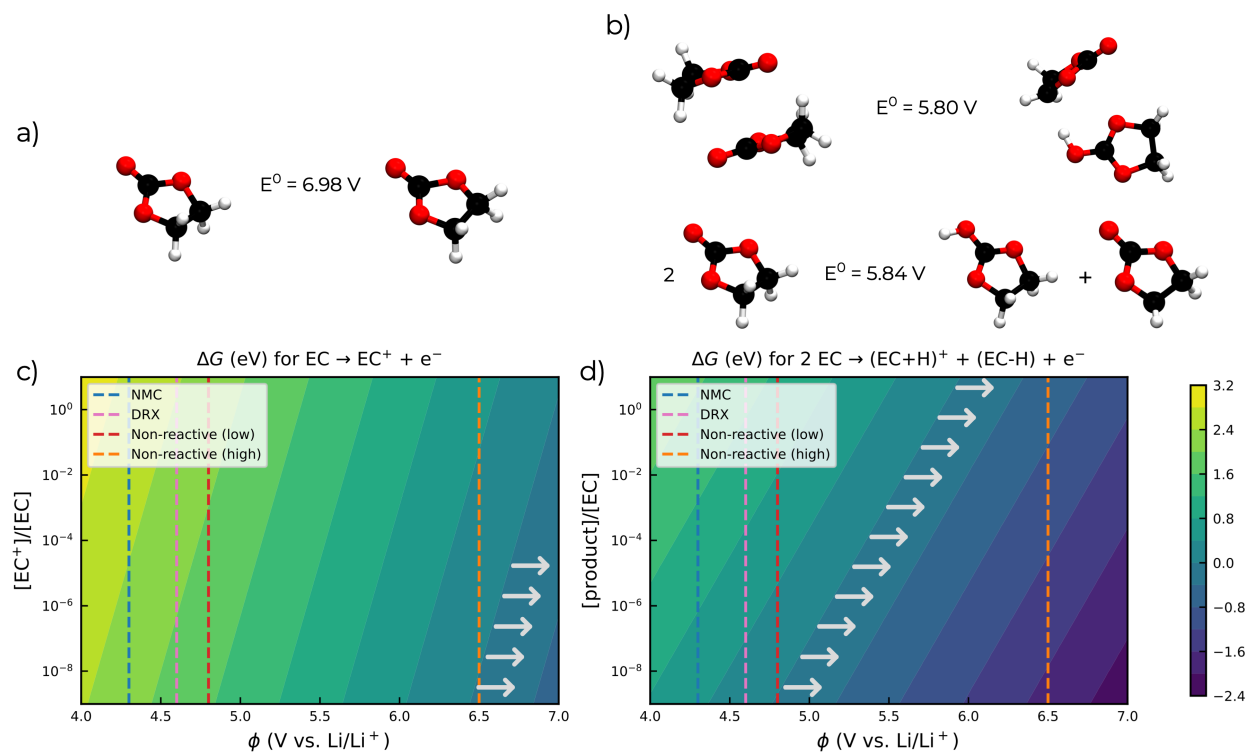 a)
E⁰ = 6.98 V
b)
E⁰ = 5.80 V
2
E⁰ = 5.84 V
+
c)
ΔG (eV) for EC → EC⁺ + e⁻
NMC
DRX
Non-reactive (low)
Non-reactive (high)
[EC⁺]/[EC]
10⁰
10⁻²
10⁻⁴
10⁻⁶
10⁻⁸
4.0 4.5 5.0 5.5 6.0 6.5 7.0
ϕ (V vs. Li/Li⁺)
d)
ΔG (eV) for 2 EC → (EC+H)⁺ + (EC-H) + e⁻
NMC
DRX
Non-reactive (low)
Non-reactive (high)
[product]/[EC]
10⁰
10⁻²
10⁻⁴
10⁻⁶
10⁻⁸
4.0 4.5 5.0 5.5 6.0 6.5 7.0
ϕ (V vs. Li/Li⁺)
3.2
2.4
1.6
0.8
0.0
−0.8
−1.6
−2.4